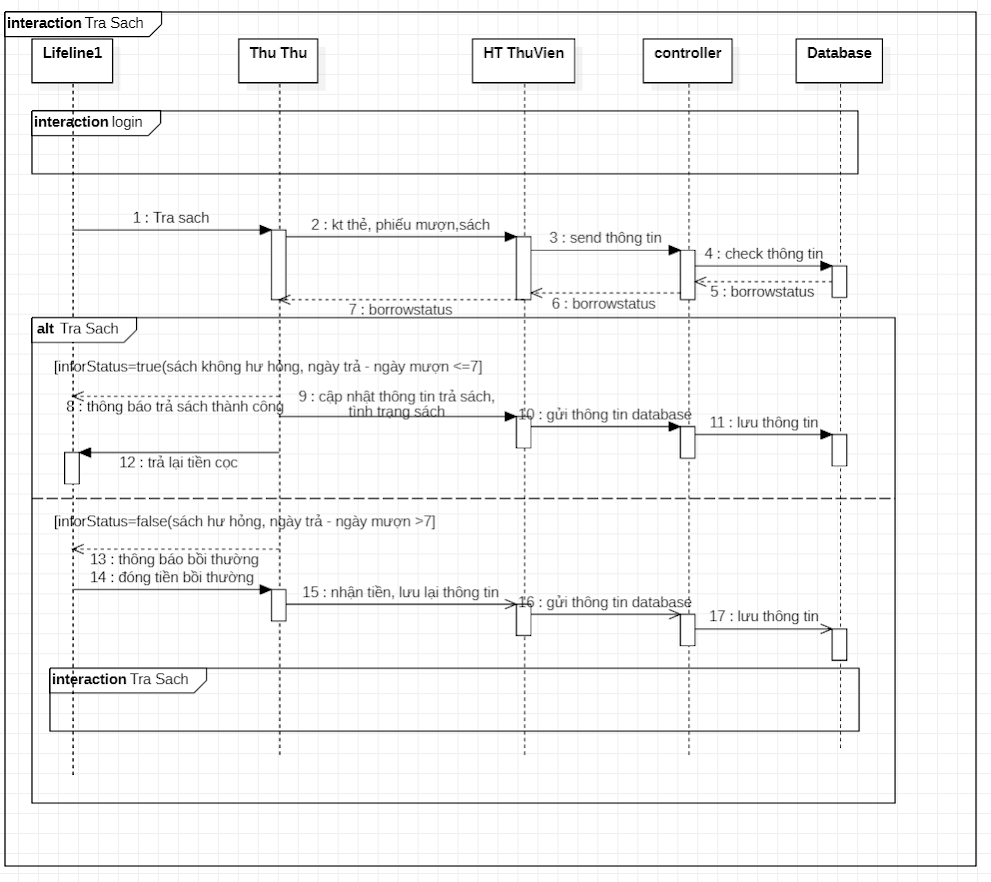 interaction Tra Sach
Lifeline1
Thu Thu
HT ThuVien
controller
Database
interaction login
1 : Tra sach
2 : kt thẻ, phiếu mượn,sách
3 : send thông tin
4 : check thông tin
5 : borrowstatus
6 : borrowstatus
7 : borrowstatus
alt Tra Sach
[inforStatus=true(sách không hư hỏng, ngày trả - ngày mượn <=7]
8 : thông báo trả sách thành công
9 : cập nhật thông tin trả sách,
tình trạng sách
10 : gửi thông tin database
11 : lưu thông tin
12 : trả lại tiền cọc
[inforStatus=false(sách hư hỏng, ngày trả - ngày mượn >7]
13 : thông báo bồi thường
14 : đóng tiền bồi thường
15 : nhận tiền, lưu lại thông tin
16 : gửi thông tin database
17 : lưu thông tin
interaction Tra Sach